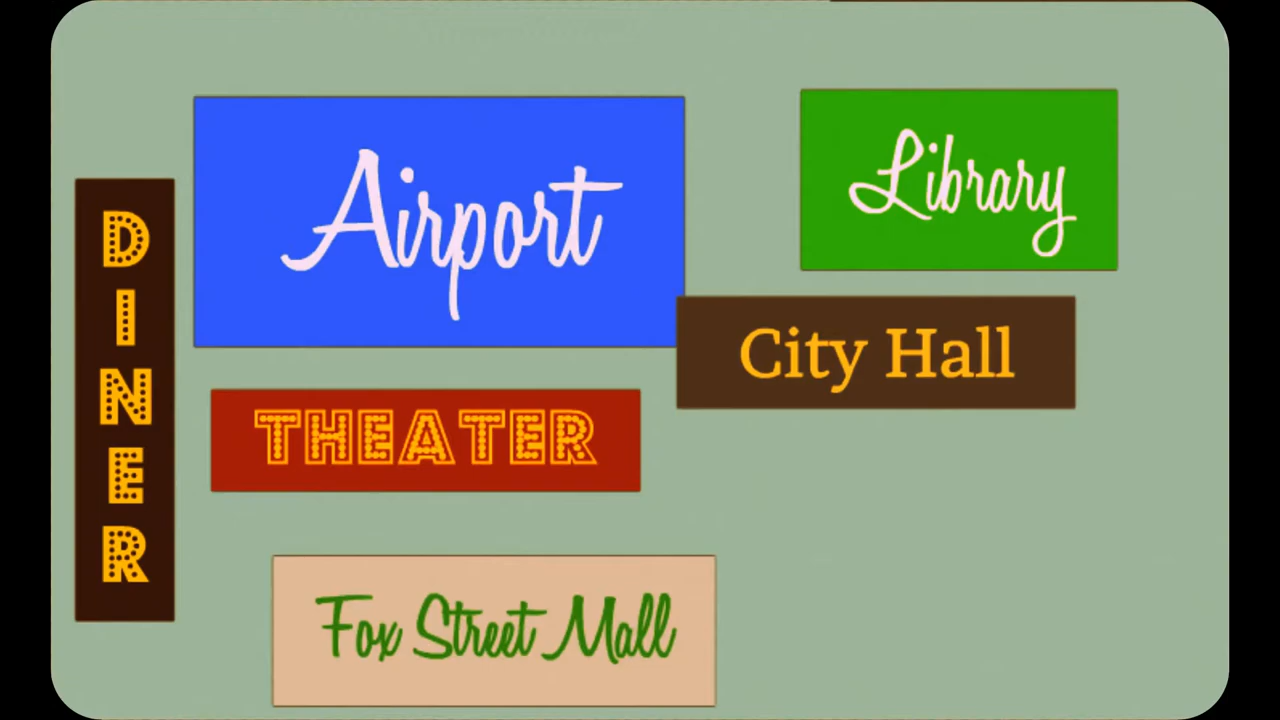 Airport
Library
DINER
City Hall
THEATER
Fox Street Mall